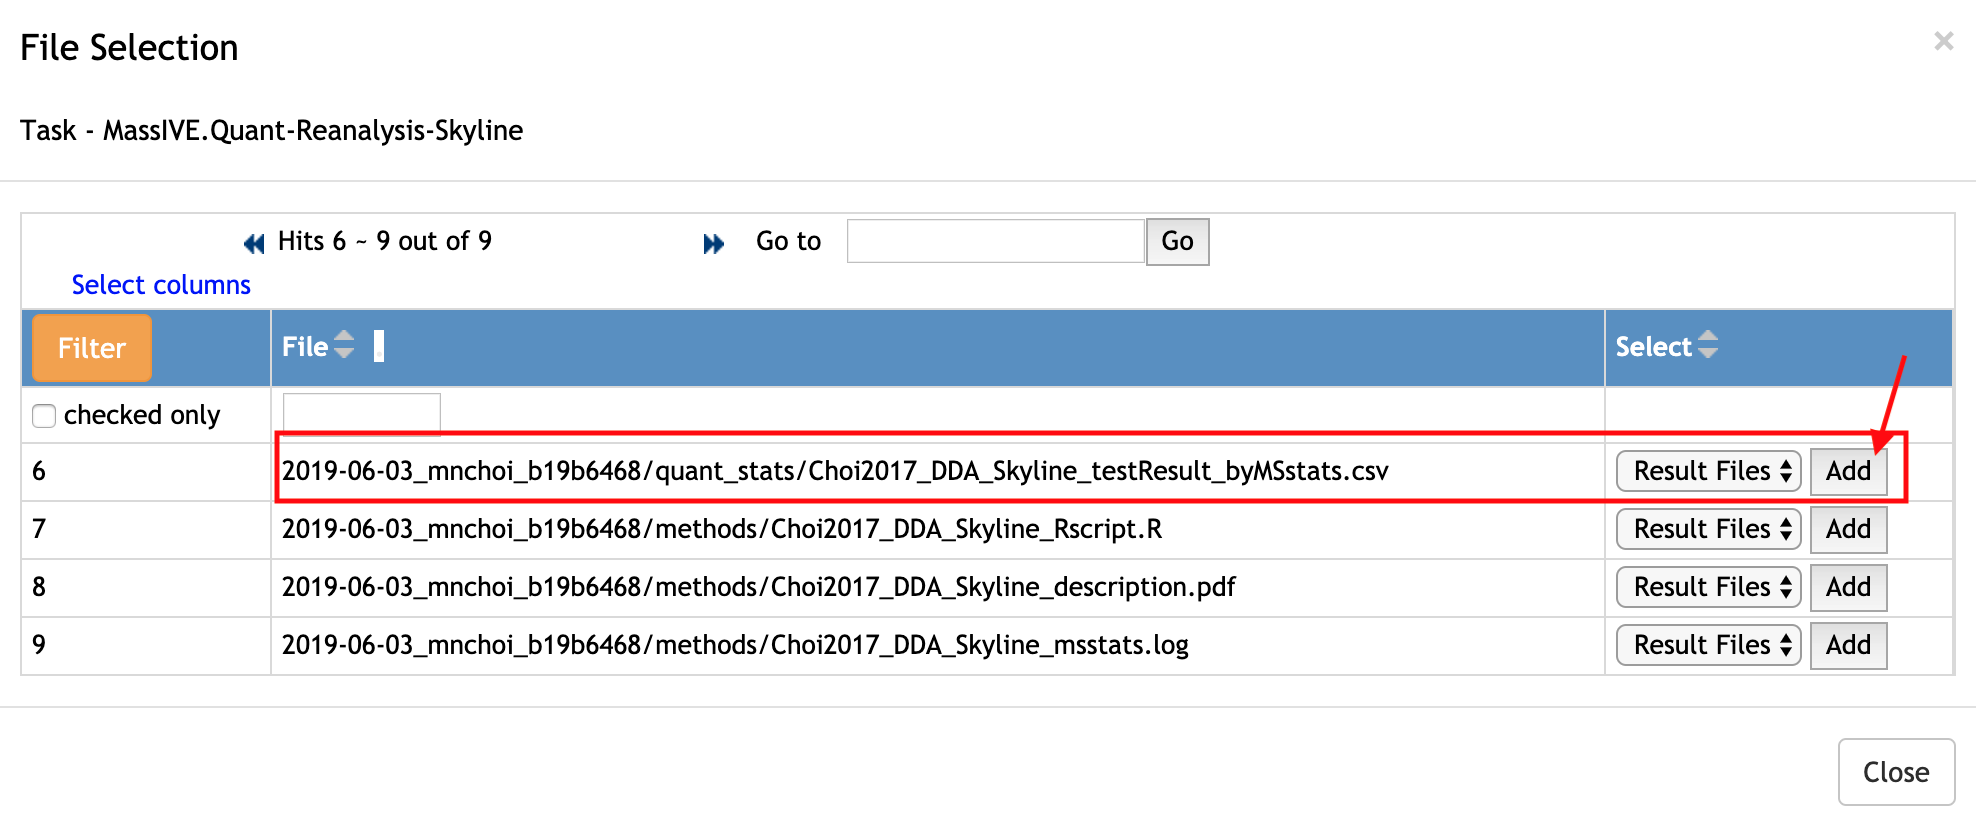 File Selection
×
Task - MassIVE.Quant-Reanalysis-Skyline
Hits 6 ~ 9 out of 9 Go to Go
Select columns
Filter File Select
checked only
6 2019-06-03_mnchoi_b19b6468/quant_stats/Choi2017_DDA_Skyline_testResult_byMSstats.csv Result Files Add
7 2019-06-03_mnchoi_b19b6468/methods/Choi2017_DDA_Skyline_Rscript.R Result Files Add
8 2019-06-03_mnchoi_b19b6468/methods/Choi2017_DDA_Skyline_description.pdf Result Files Add
9 2019-06-03_mnchoi_b19b6468/methods/Choi2017_DDA_Skyline_msstats.log Result Files Add
Close